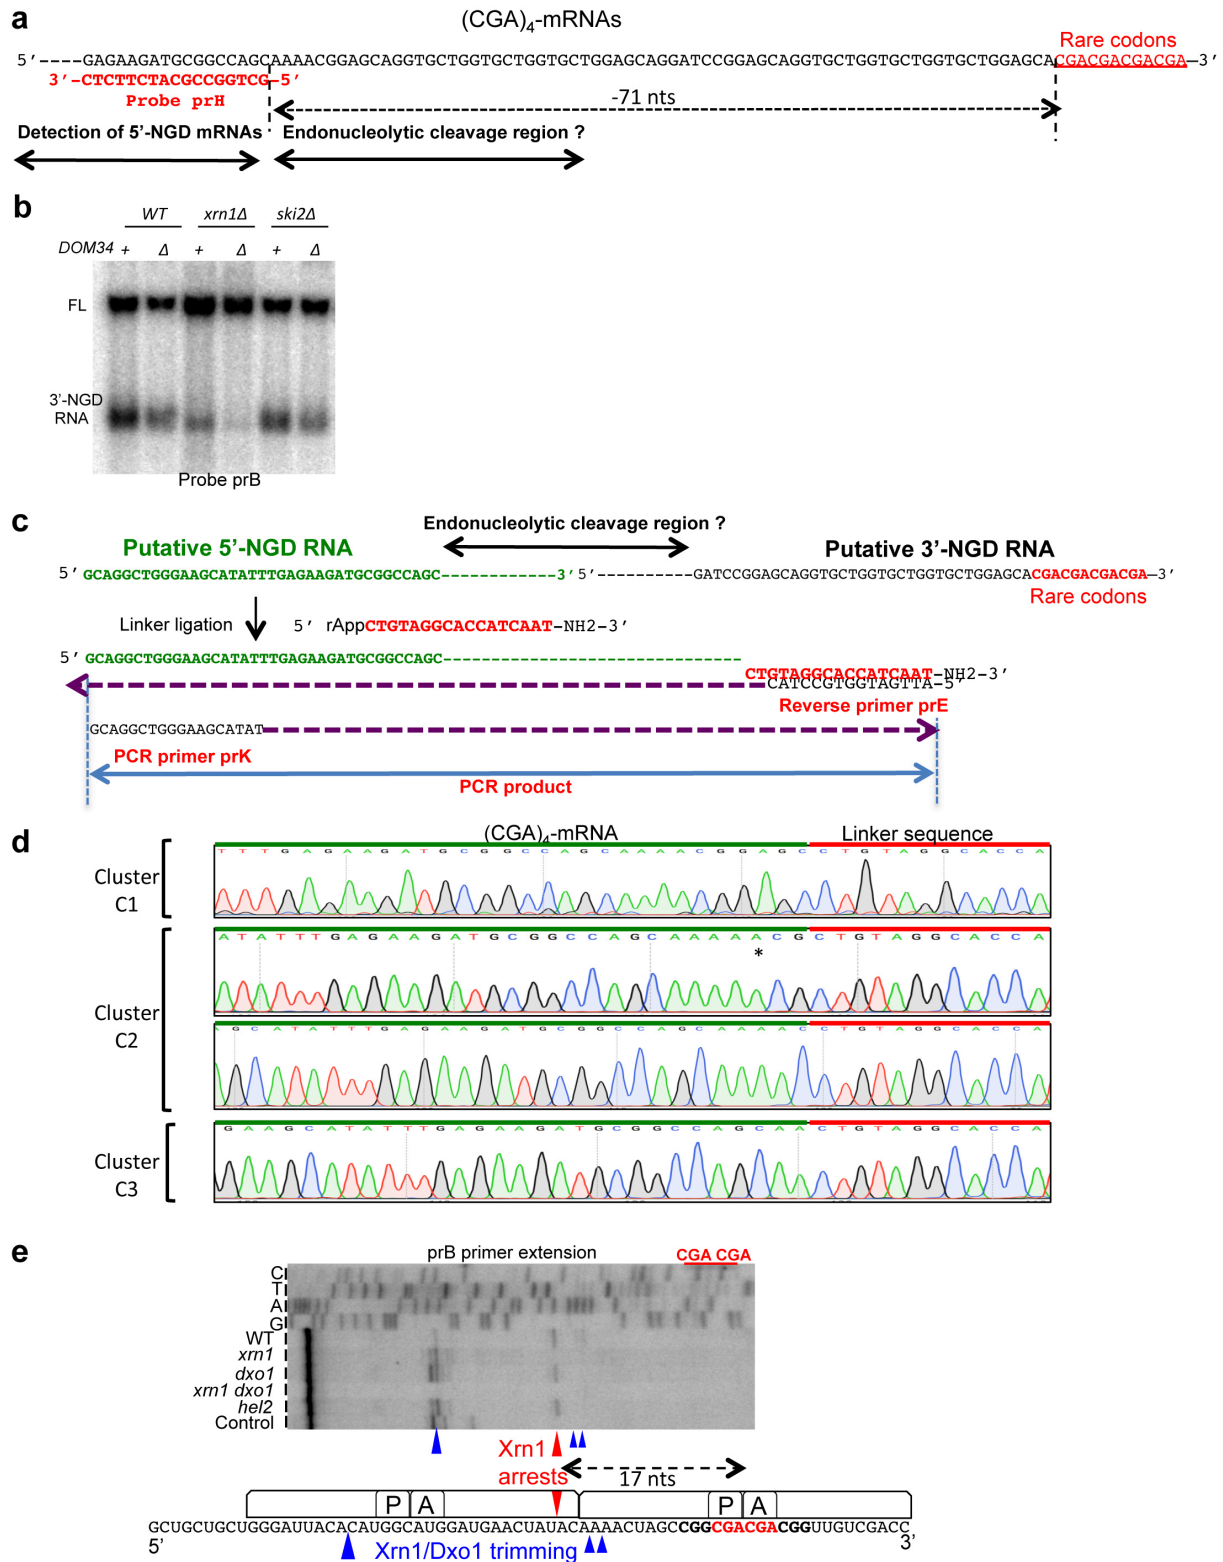 a
(CGA)4-mRNAs
Rare codons
5'----GAGAAGATGCGGCCAGCAAAACGGAGCAGGTGCTGGTGCTGGTGCTGGAGCAGGATCCGGAGCAGGTGCTGGTGCTGGTGCTGGAGCACGACGACGACGA—3'
3'-CTCTTCTACGCCGGTCG-5'
Probe prH
-71 nts
Detection of 5'-NGD mRNAs
Endonucleolytic cleavage region ?
b
WT xrn1Δ ski2Δ
DOM34 + Δ + Δ + Δ
FL
3'-NGD
RNA
Probe prB
c
Endonucleolytic cleavage region ?
Putative 5'-NGD RNA
Putative 3'-NGD RNA
5' GCAGGCTGGGAAGCATATTTGAGAAGATGCGGCCAGC-----------3' 5'----------GATCCGGAGCAGGTGCTGGTGCTGGTGCTGGAGCACGACGACGACGA—3'
Rare codons
Linker ligation
5' rAppCTGTAGGCACCATCAAT-NH2-3'
5' GCAGGCTGGGAAGCATATTTGAGAAGATGCGGCCAGC
CTGTAGGCACCATCAAT-NH2-3'
CATCCGTGGTAGTTA-5'
Reverse primer prE
GCAGGCTGGGAAGCATAT
PCR primer prK
PCR product
d
(CGA)4-mRNA
Linker sequence
Cluster
C1
T T T G A G A A G A T G C G G C C A G C A A A A C G G A G C C T G T A G G C A C C A
Cluster
C2
A T A T T T G A G A A G A T G C G G C C A G C A A A A A C G C T G T A G G C A C C A
*
G C A T A T T T G A G A A G A T G C G G C C A G C A A A A C C T G T A G G C A C C A
Cluster
C3
G A A G C A T A T T T G A G A A G A T G C G G C C A G C A A C T G T A G G C A C C A
e
prB primer extension
CGA CGA
C
T
A
G
WT
xrn1
dxo1
xrn1 dxo1
hel2
Control
Xrn1
arrests
17 nts
P A
P A
GCUGCUGCUGGGAUUACACAUGGCAUGGAUGAACUAUACAAAACUAGCCGGCGACGACGGUUGUCGACC
5'
3'
Xrn1/Dxo1 trimming